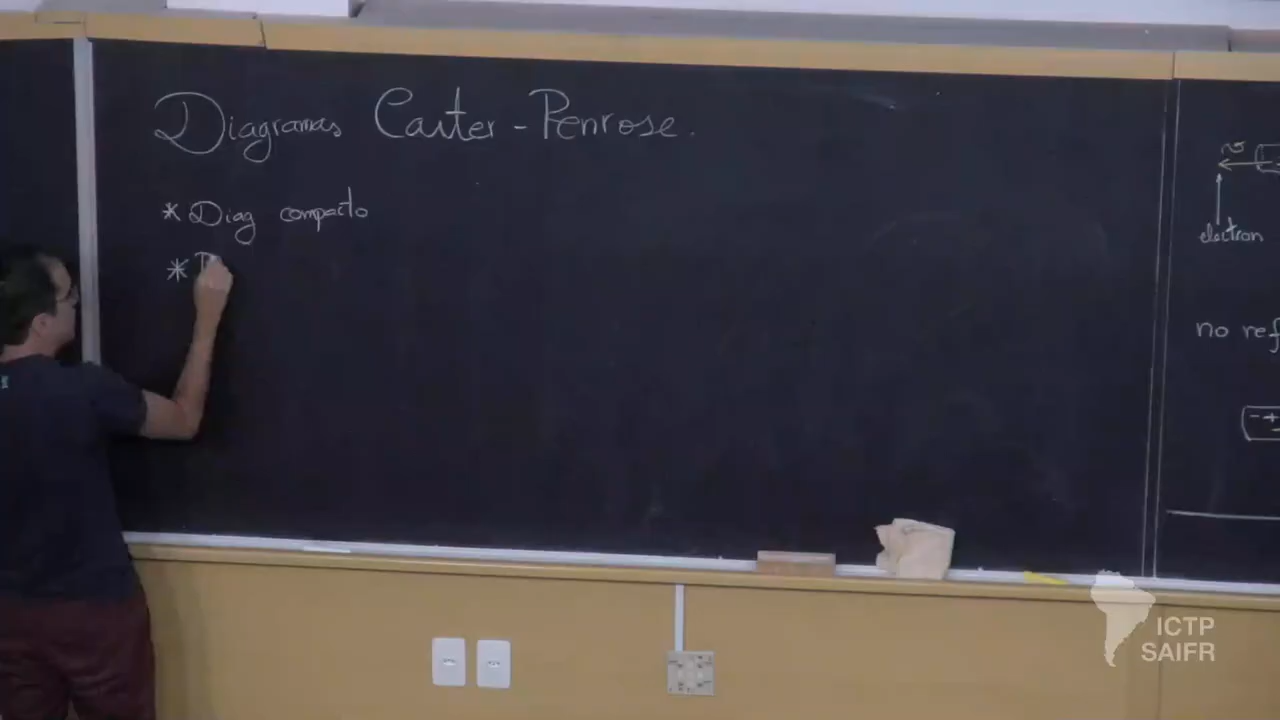 Diagramas Carter-Penrose.
* Diag compacto
* D
v
electron
no ref
- +
ICTP
SAIFR